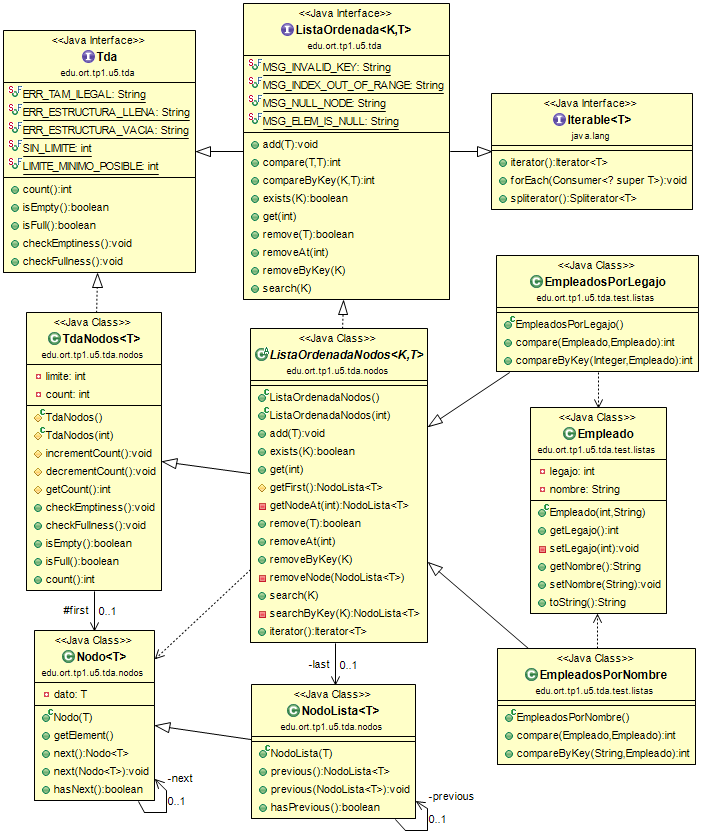 <<Java Interface>>
Tda
edu.ort.tp1.u5.tda
ERR_TAM_ILEGAL: String
ERR_ESTRUCTURA_LLENA: String
ERR_ESTRUCTURA_VACIA: String
SIN_LIMITE: int
LIMITE_MINIMO_POSIBLE: int
count():int
isEmpty():boolean
isFull():boolean
checkEmptiness():void
checkFullness():void
<<Java Interface>>
ListaOrdenada<K,T>
edu.ort.tp1.u5.tda
MSG_INVALID_KEY: String
MSG_INDEX_OUT_OF_RANGE: String
MSG_NULL_NODE: String
MSG_ELEM_IS_NULL: String
add(T):void
compare(T,T):int
compareByKey(K,T):int
exists(K):boolean
get(int)
remove(T):boolean
removeAt(int)
removeByKey(K)
search(K)
<<Java Interface>>
Iterable<T>
java.lang
iterator():Iterator<T>
forEach(Consumer<? super T>):void
spliterator():Spliterator<T>
<<Java Class>>
TdaNodos<T>
edu.ort.tp1.u5.tda.nodos
limite: int
count: int
TdaNodos()
TdaNodos(int)
incrementCount():void
decrementCount():void
getCount():int
checkEmptiness():void
checkFullness():void
isEmpty():boolean
isFull():boolean
count():int
<<Java Class>>
ListaOrdenadaNodos<K,T>
edu.ort.tp1.u5.tda.nodos
ListaOrdenadaNodos()
ListaOrdenadaNodos(int)
add(T):void
exists(K):boolean
get(int)
getFirst():NodoLista<T>
getNodeAt(int):NodoLista<T>
remove(T):boolean
removeAt(int)
removeByKey(K)
removeNode(NodoLista<T>)
search(K)
searchByKey(K):NodoLista<T>
iterator():Iterator<T>
<<Java Class>>
EmpleadosPorLegajo
edu.ort.tp1.u5.tda.test.listas
EmpleadosPorLegajo()
compare(Empleado,Empleado):int
compareByKey(Integer,Empleado):int
<<Java Class>>
Empleado
edu.ort.tp1.u5.tda.test.listas
legajo: int
nombre: String
Empleado(int,String)
getLegajo():int
setLegajo(int):void
getNombre():String
setNombre(String):void
toString():String
<<Java Class>>
EmpleadosPorNombre
edu.ort.tp1.u5.tda.test.listas
EmpleadosPorNombre()
compare(Empleado,Empleado):int
compareByKey(String,Empleado):int
#first 0..1
<<Java Class>>
Nodo<T>
edu.ort.tp1.u5.tda.nodos
dato: T
Nodo(T)
getElement()
next():Nodo<T>
next(Nodo<T>):void
hasNext():boolean
-next
0..1
-last 0..1
<<Java Class>>
NodoLista<T>
edu.ort.tp1.u5.tda.nodos
NodoLista(T)
previous():NodoLista<T>
previous(NodoLista<T>):void
hasPrevious():boolean
-previous
0..1